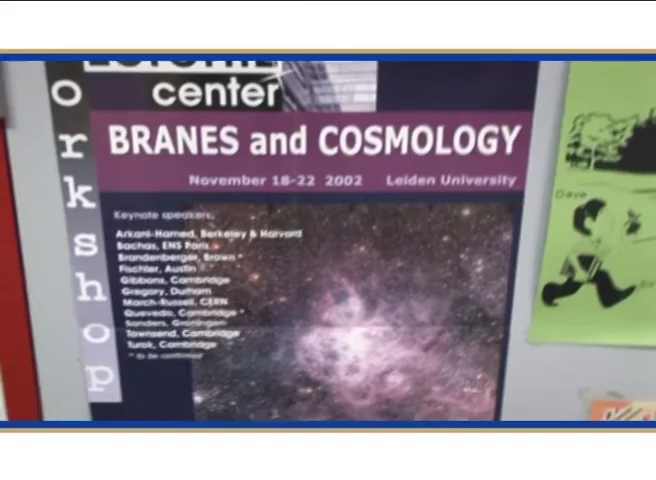 center
orkshop
BRANES and COSMOLOGY
November 18-22 2002 Leiden University
Keynote speakers:
Arkani-Hamed, Berkeley & Harvard
Bachas, ENS Paris
Brandenberger, Brown *
Fischler, Austin
Gibbons, Cambridge
Gregory, Durham
March-Russell, CERN
Quevedo, Cambridge *
Sanders, Groningen
Townsend, Cambridge
Turok, Cambridge
* to be confirmed
Dave